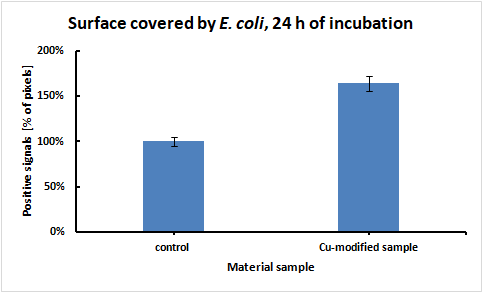 Surface covered by E. coli, 24 h of incubation
200%
150%
100%
50%
0%
Positive signals [% of pixels]
control
Cu-modified sample
Material sample